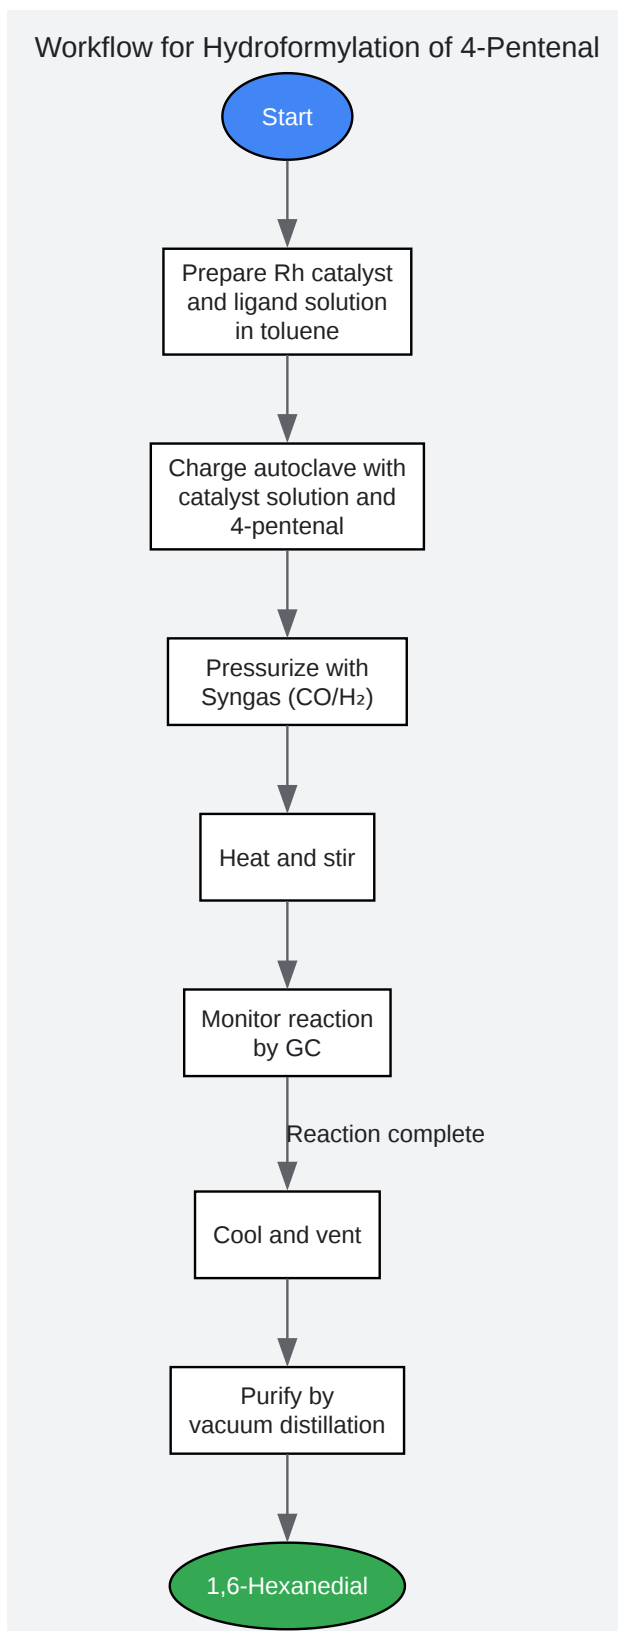 Workflow for Hydroformylation of 4-Pentenal
Start
Prepare Rh catalyst
and ligand solution
in toluene
Charge autoclave with
catalyst solution and
4-pentenal
Pressurize with
Syngas (CO/H₂)
Heat and stir
Monitor reaction
by GC
Reaction complete
Cool and vent
Purify by
vacuum distillation
1,6-Hexanedial